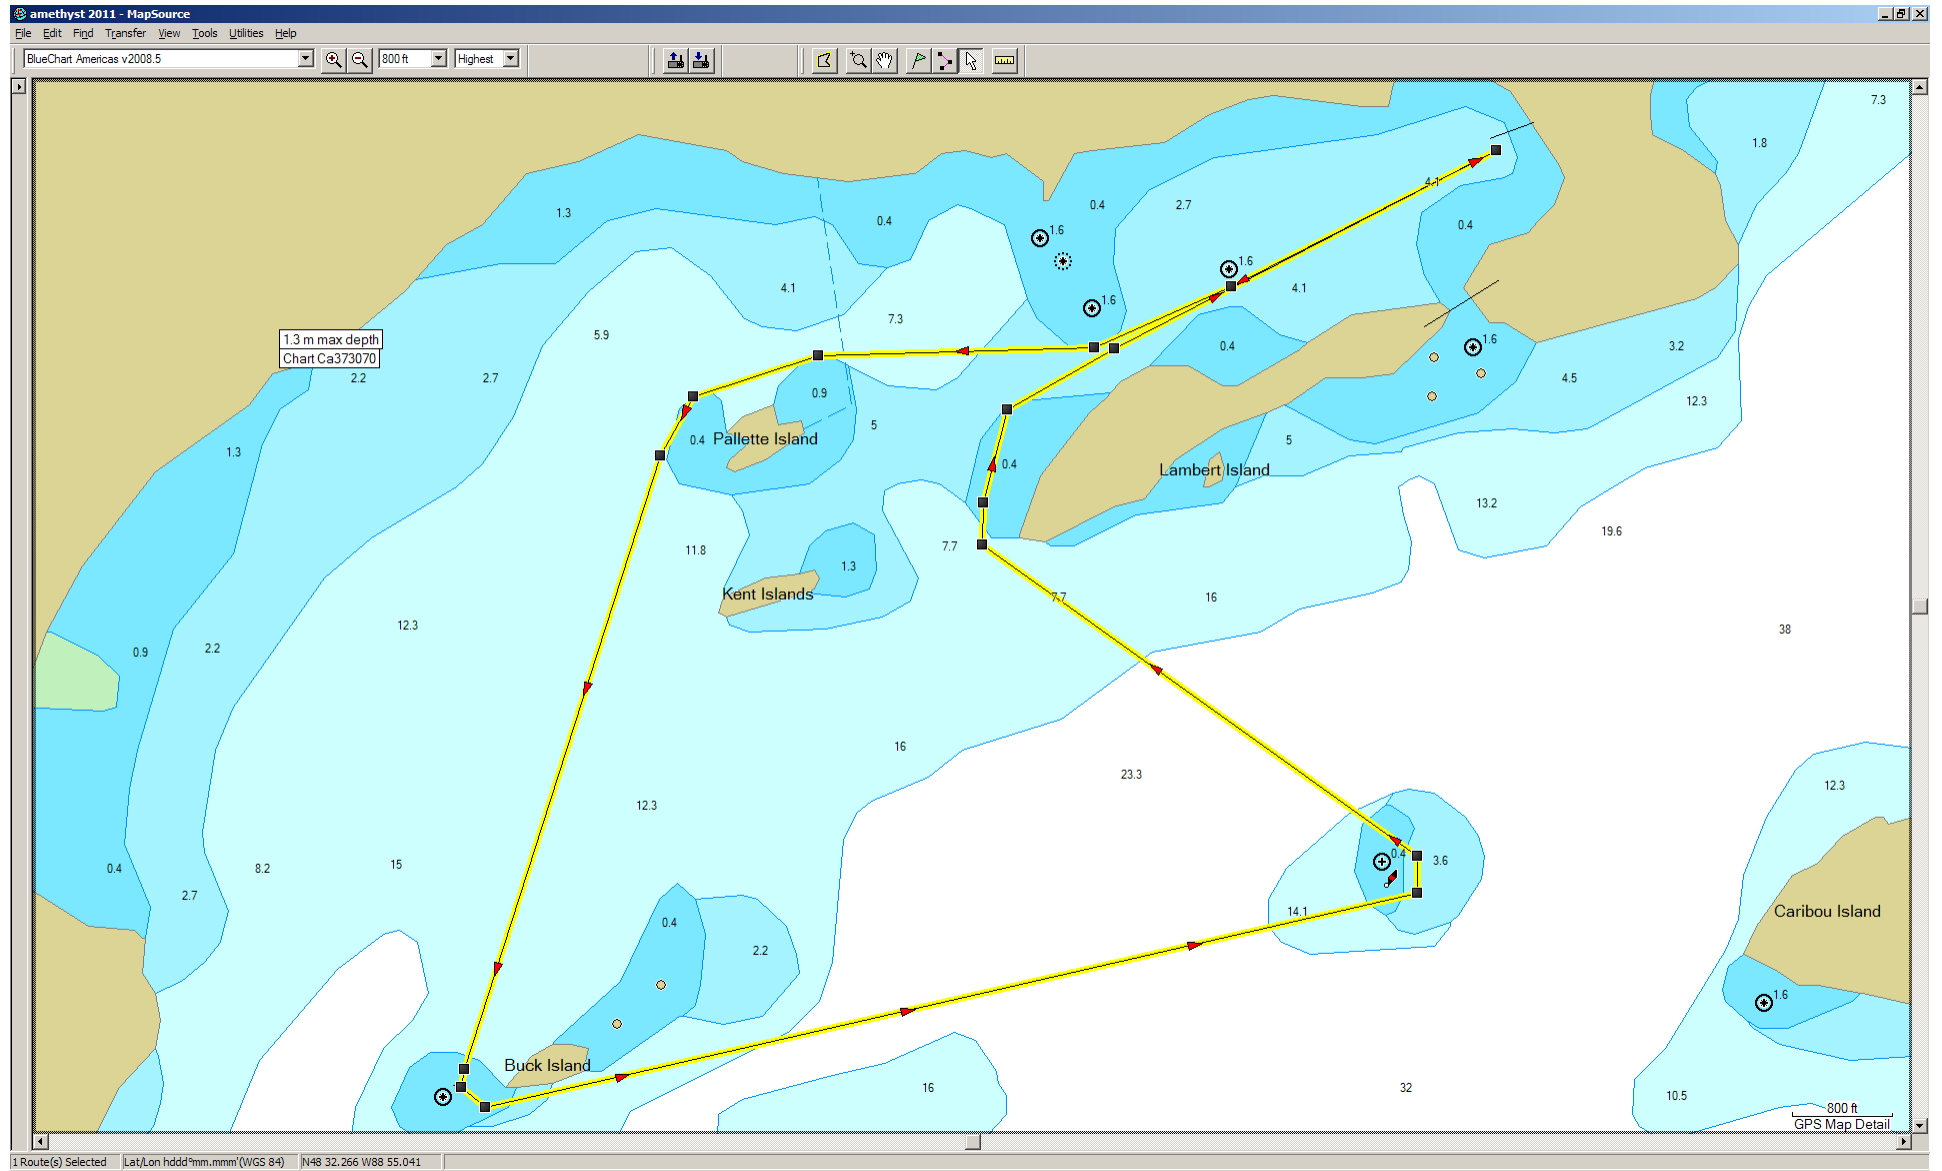 amethyst 2011 - MapSource
File Edit Find Transfer View Tools Utilities Help
BlueChart Americas v2008.5 800 ft Highest
7.3
1.8
4.1
1.3 0.4 0.4 2.7 0.4
1.6
1.6
1.6
4.1 4.1
7.3
5.9
1.3 m max depth
Chart Ca373070
0.4 1.6 3.2
2.2 2.7 4.5
0.9 12.3
5
0.4 Pallette Island 5
1.3 0.4 Lambert Island
13.2
19.6
11.8 7.7
1.3
Kent Islands 7.7 16
12.3 38
0.9 2.2
16
23.3
12.3 12.3
0.4 8.2 15 0.4 3.6
2.7 14.1 Caribou Island
0.4
2.2
1.6
Buck Island
16 32 10.5
800 ft
GPS Map Detail
1 Route(s) Selected Lat/Lon hddd°mm.mmm'(WGS 84) N48 32.266 W88 55.041